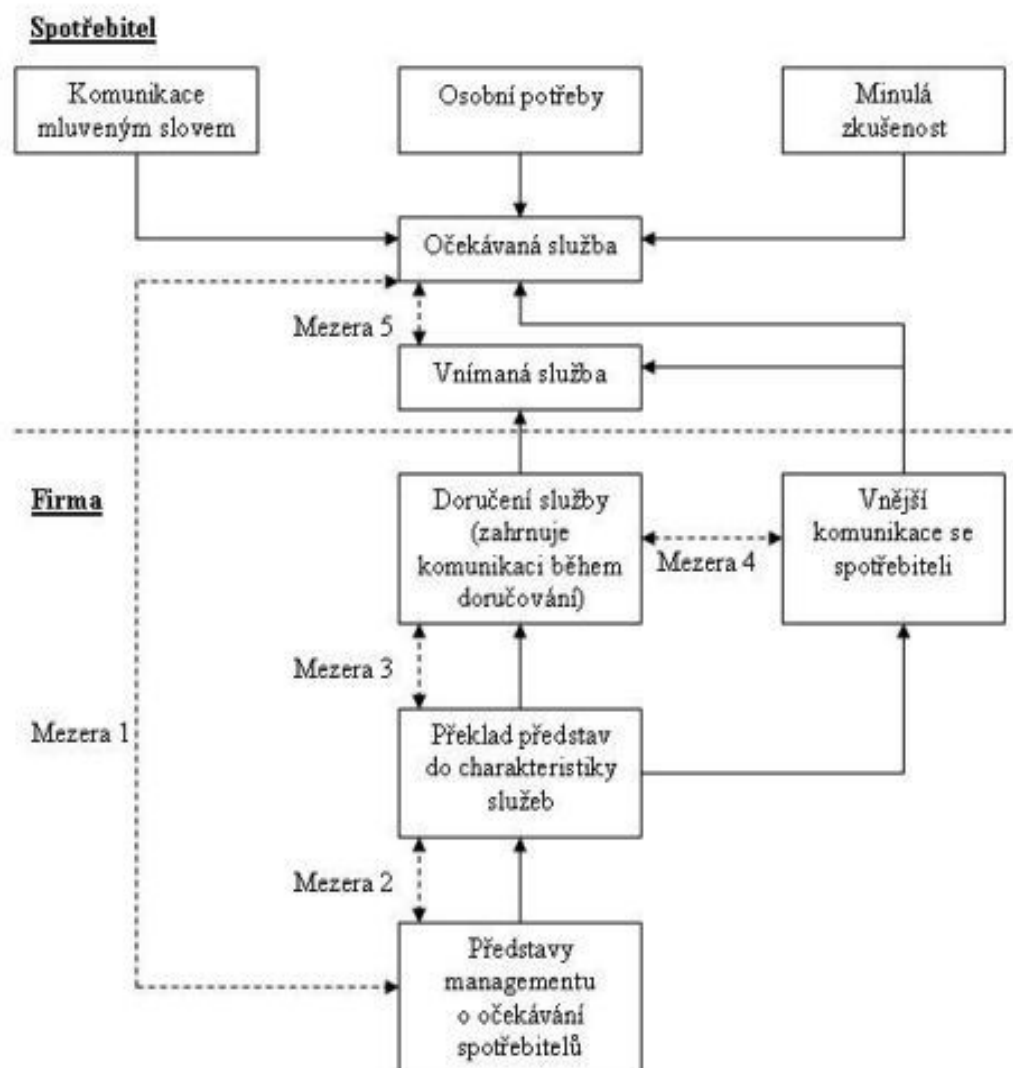 Spotřebitel
Komunikace
mluveným slovem
Osobní potřeby
Minulá
zkušenost
Očekávaná služba
Mezera 5
Vnímaná služba
Firma
Doručení služby
(zahrnuje
komunikaci během
doručování)
Mezera 4
Vnější
komunikace se
spotřebiteli
Mezera 3
Mezera 1
Překlad představ
do charakteristiky
služeb
Mezera 2
Představy
managementu
o očekávání
spotřebitelů